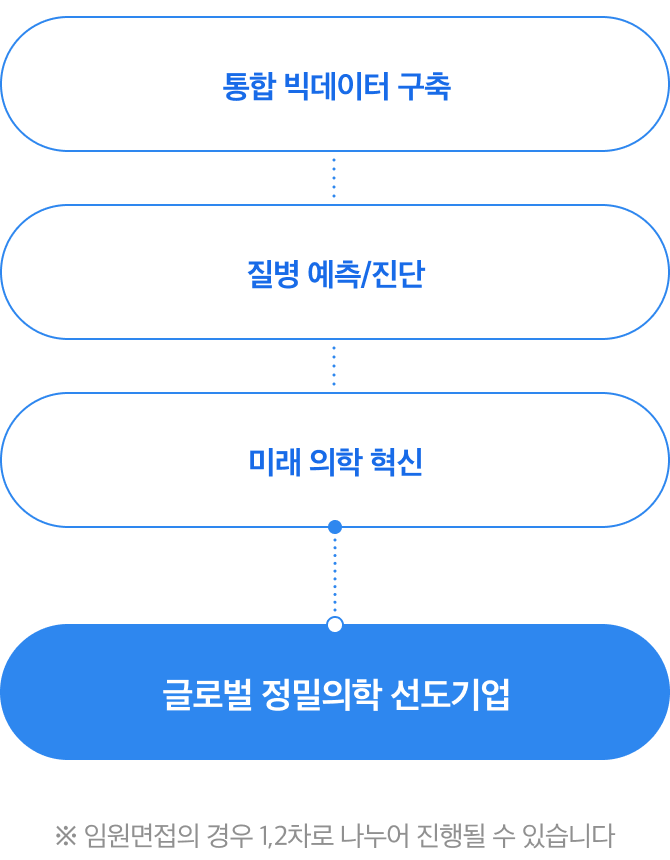 통합 빅데이터 구축
질병 예측/진단
미래 의학 혁신
글로벌 정밀의학 선도기업
※ 임원면접의 경우 1,2차로 나누어 진행될 수 있습니다